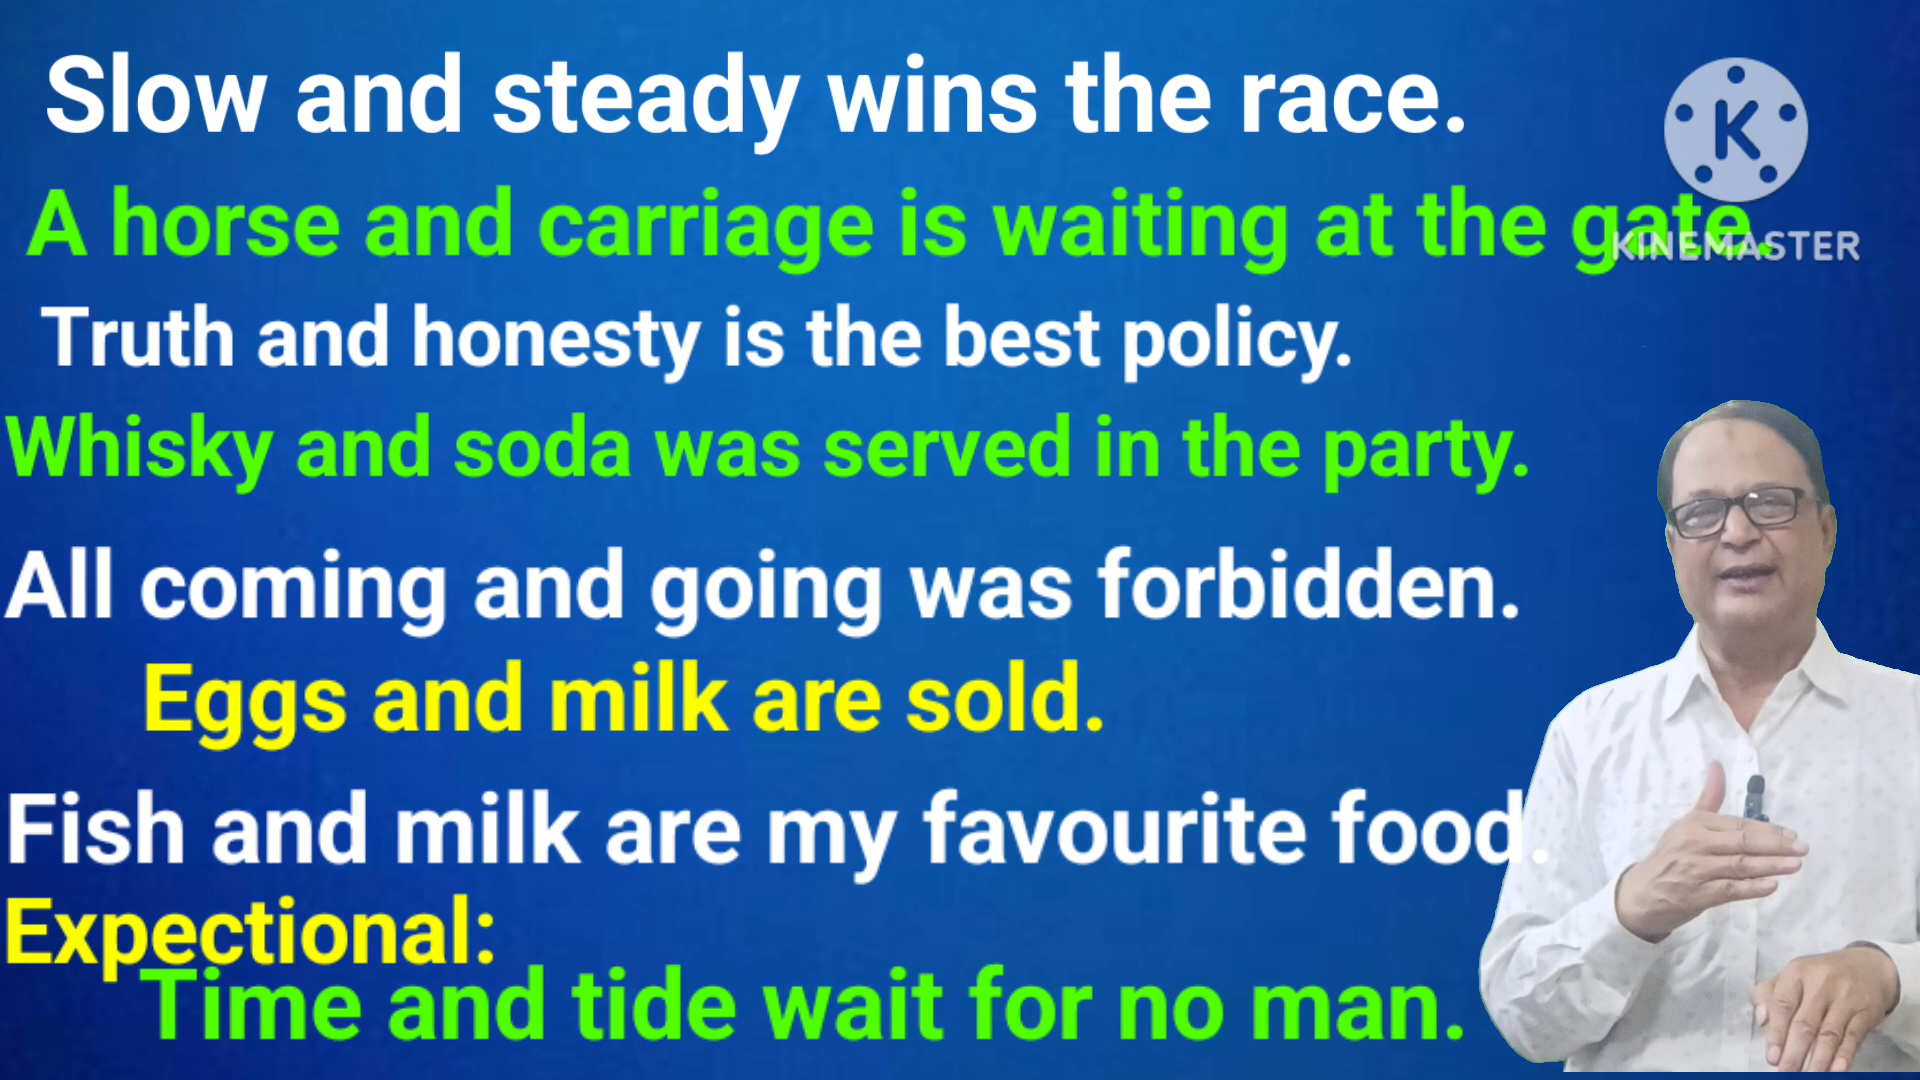 Slow and steady wins the race.
A horse and carriage is waiting at the gate.
KINEMASTER
Truth and honesty is the best policy.
Whisky and soda was served in the party.
All coming and going was forbidden.
Eggs and milk are sold.
Fish and milk are my favourite food.
Expectional:
Time and tide wait for no man.